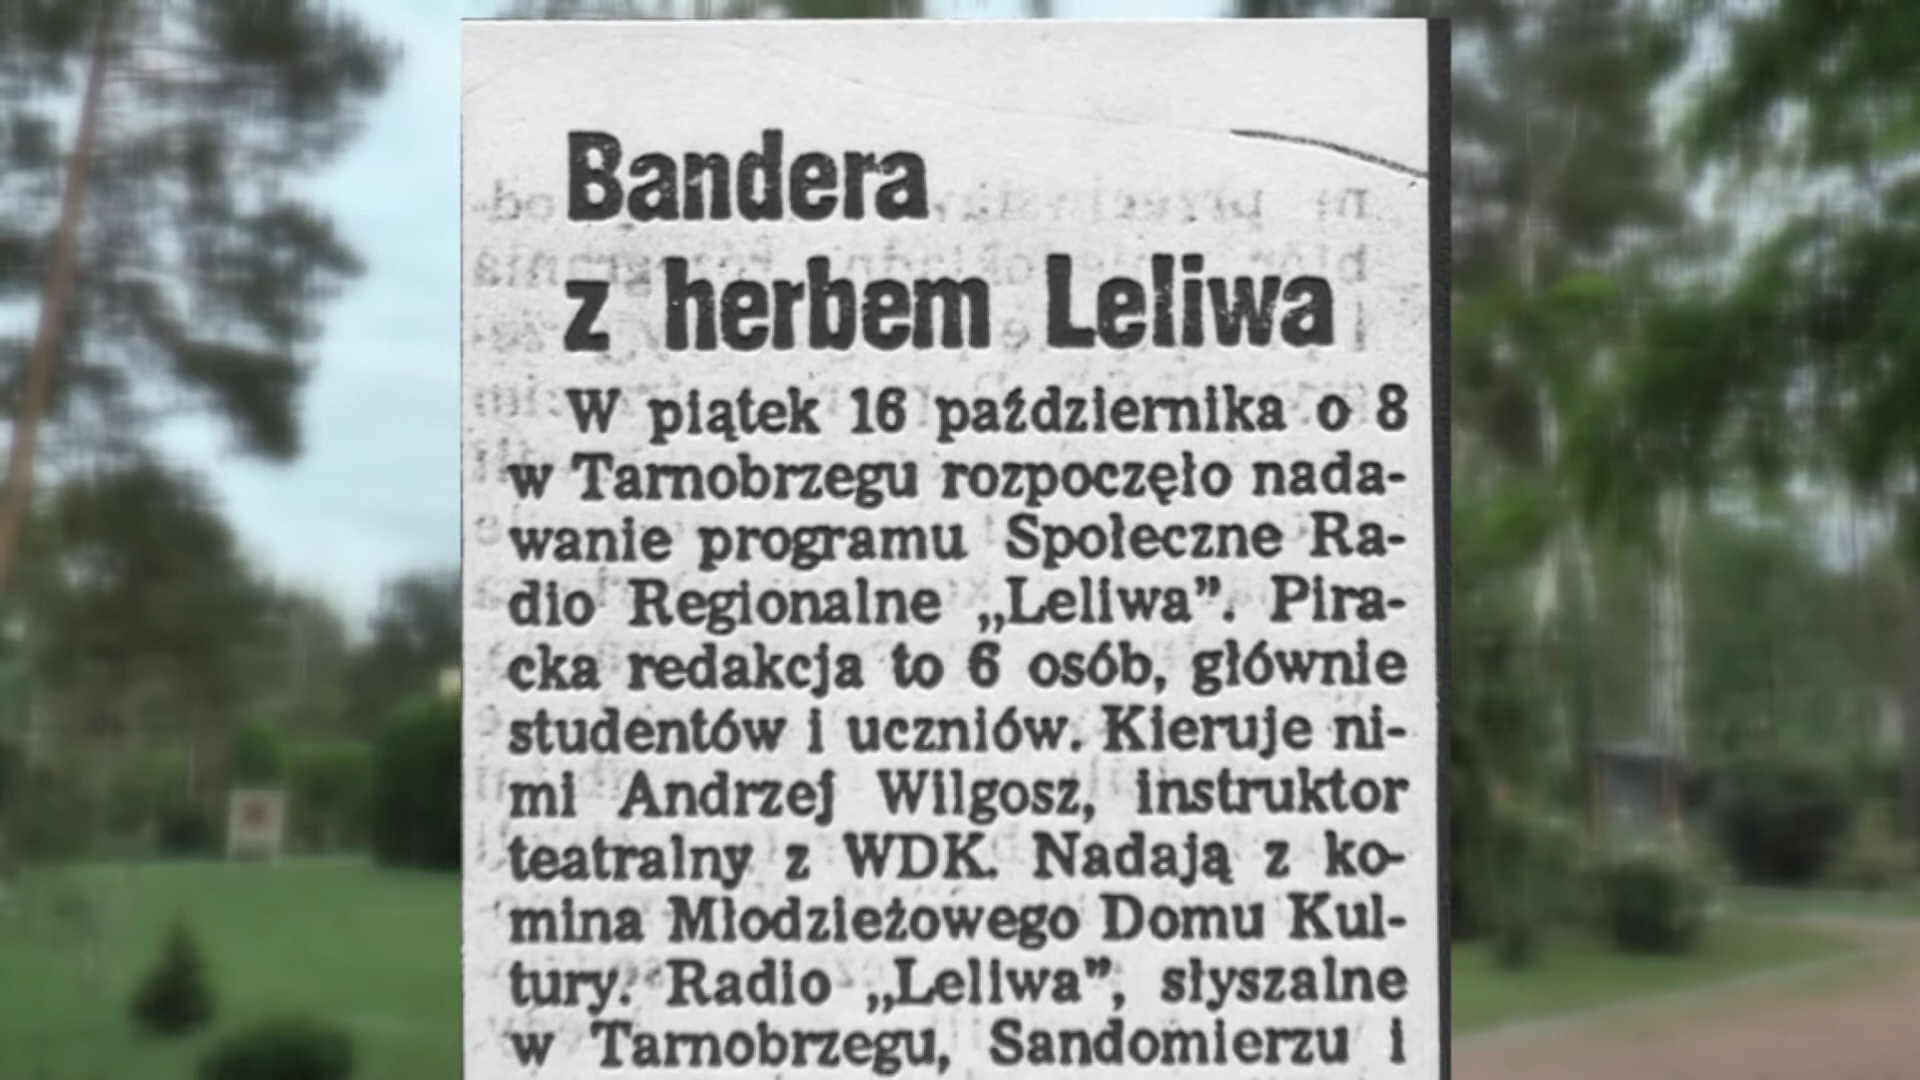 Bandera
z herbem Leliwa
W piątek 16 października o 8
w Tarnobrzegu rozpoczęło nada-
wanie programu Społeczne Ra-
dio Regionalne „Leliwa”. Pira-
cka redakcja to 6 osób, głównie
studentów i uczniów. Kieruje ni-
mi Andrzej Wilgosz, instruktor
teatralny z WDK. Nadają z ko-
mina Młodzieżowego Domu Kul-
tury. Radio „Leliwa”, słyszalne
w Tarnobrzegu, Sandomierzu i